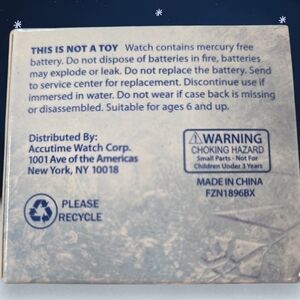 THIS IS NOT A TOY Watch contains mercury free
battery. Do not dispose of batteries in fire, batteries
may explode or leak. Do not replace the battery. Send
to service center for replacement. Discontinue use if
immersed in water. Do not wear if case back is missing
or disassembled. Suitable for ages 6 and up.
Distributed By:
Accutime Watch Corp.
1001 Ave of the Americas
New York, NY 10018
WARNING
CHOKING HAZARD
Small Parts - Not For
Children Under 3 Years
MADE IN CHINA
FZN1896BX
PLEASE
RECYCLE